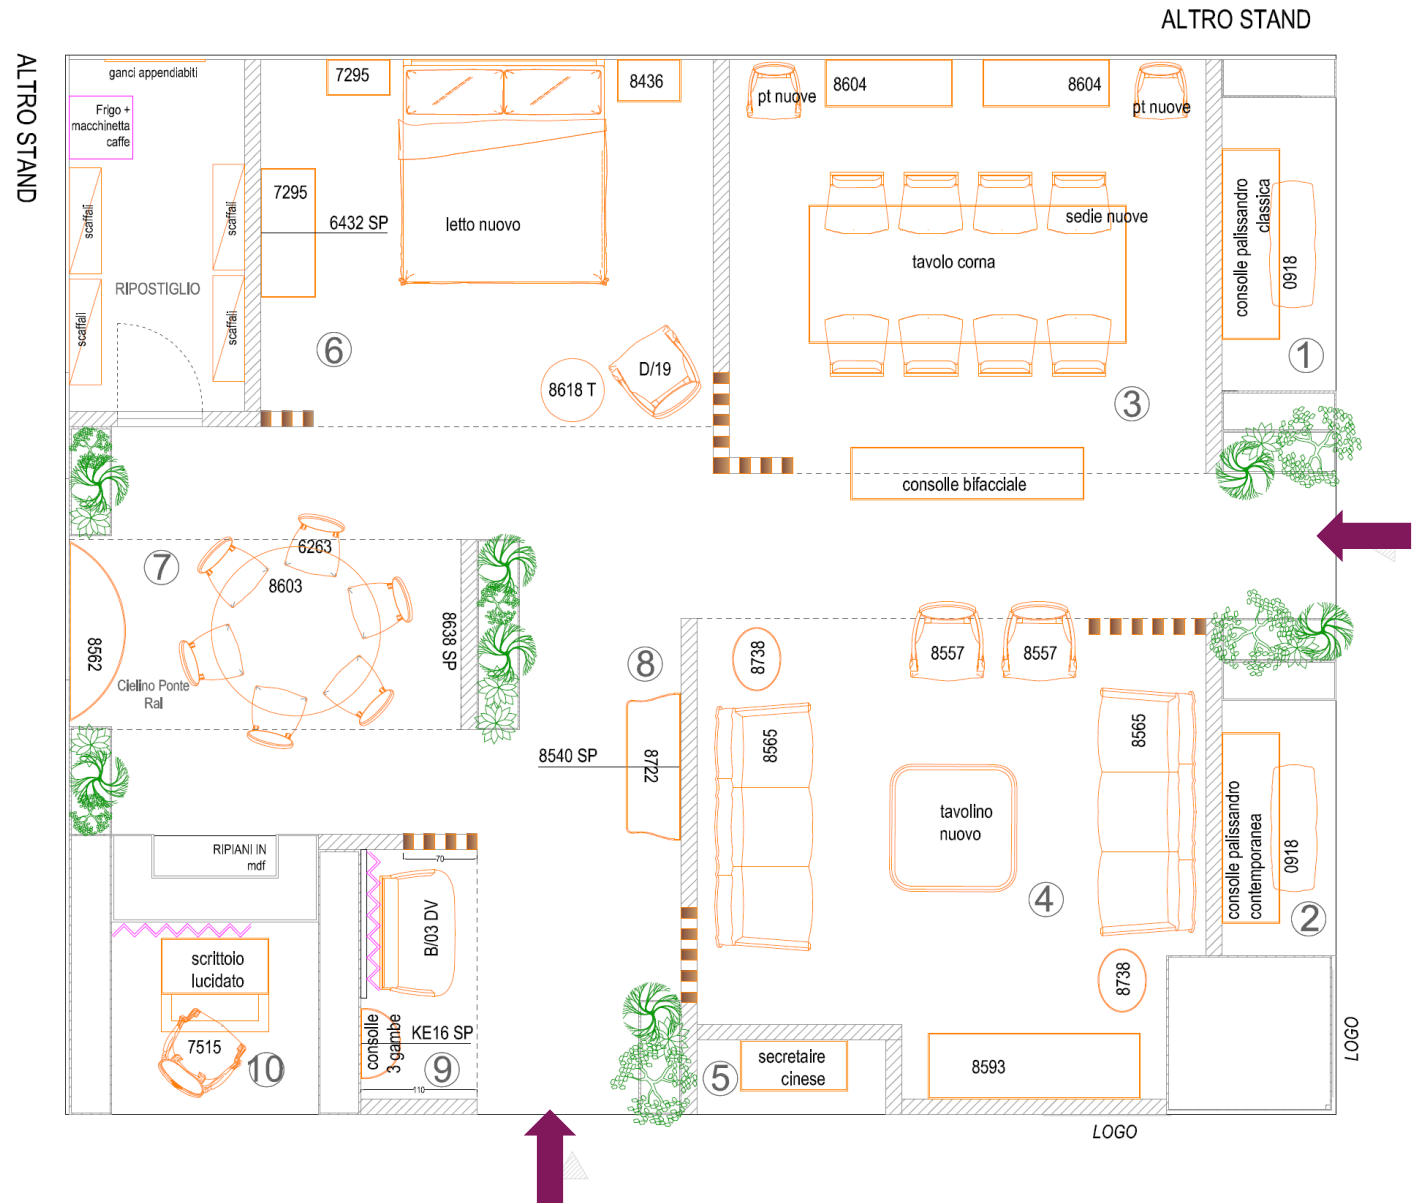 ALTRO STAND
ALTRO STAND
ganci appendiabiti
Frigo +
macchinetta
caffe
scaffali
scaffali
scaffali
scaffali
RIPOSTIGLIO
7295
8436
7295
6432 SP
letto nuovo
6
8618 T
D/19
pt nuove
8604
8604
pt nuove
sedie nuove
tavolo corna
3
consolle bifacciale
consolle palissandro
classica
0918
1
7
6263
8603
8562
Cielino Ponte
Ral
8638 SP
8
8540 SP
8722
8738
8557
8557
8565
8565
tavolino
nuovo
4
8738
consolle palissandro
contemporanea
0918
2
RIPIANI IN
mdf
70
B/03 DV
scrittoio
lucidato
7515
10
consolle
3 gambe
KE16 SP
9
110
5
secretaire
cinese
8593
LOGO
LOGO